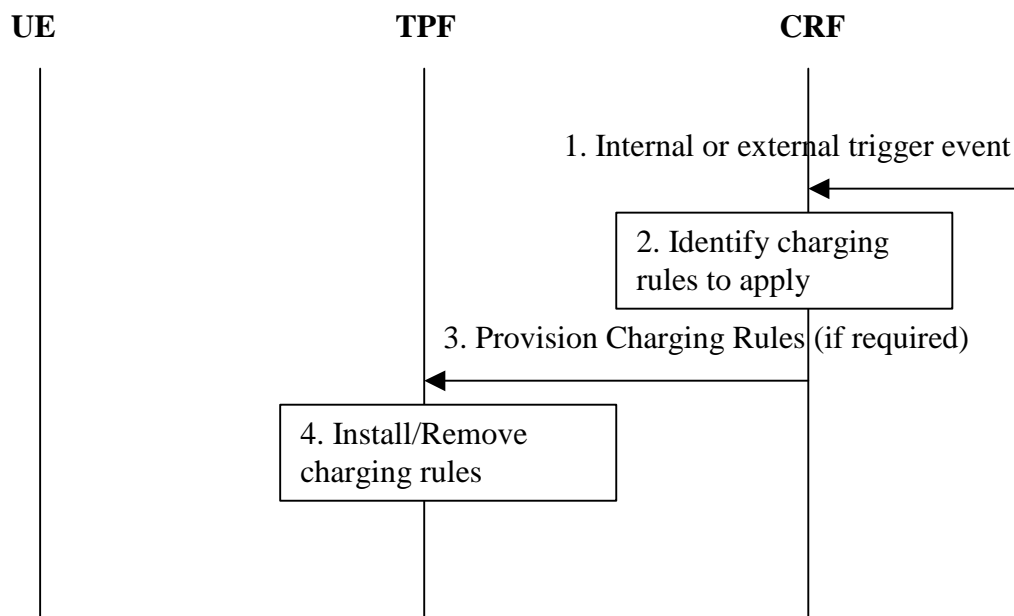 UE
TPF
CRF
1. Internal or external trigger event
2. Identify charging
rules to apply
3. Provision Charging Rules (if required)
4. Install/Remove
charging rules